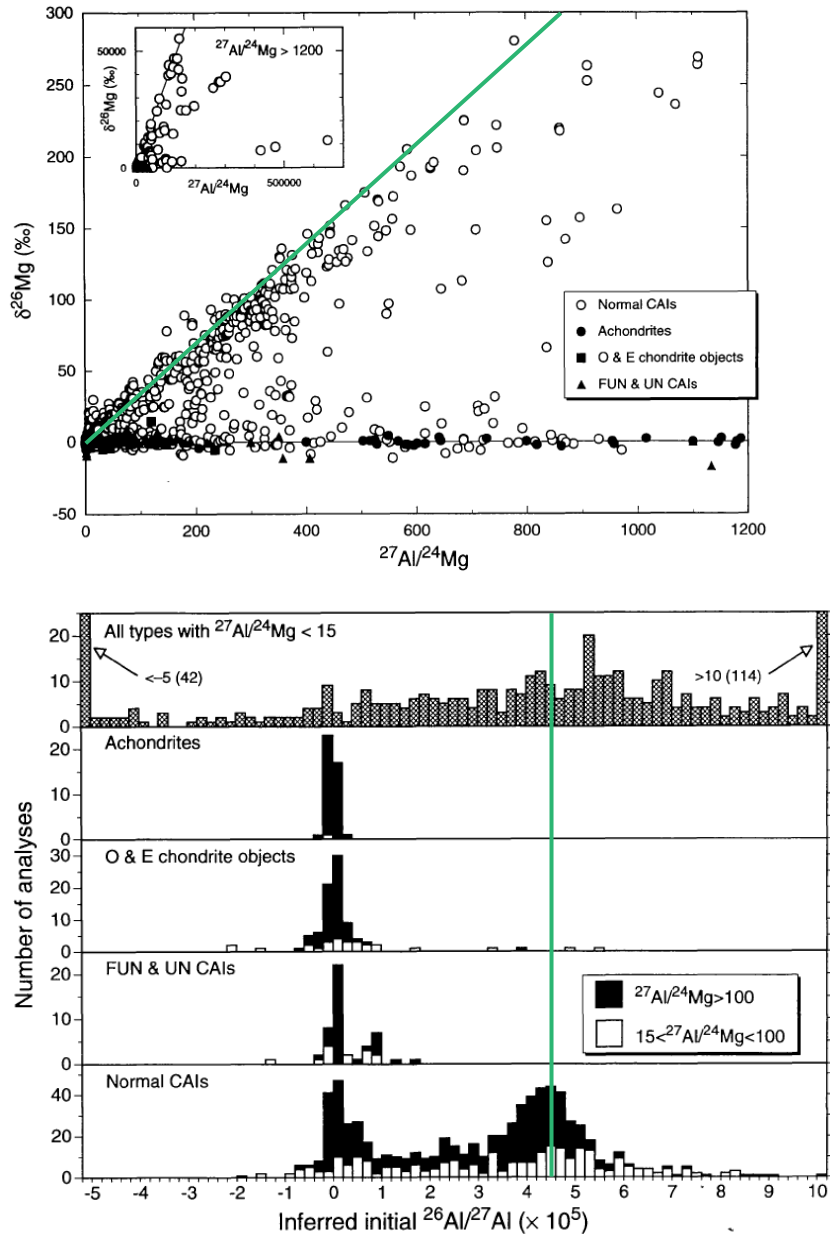 300
250
200
150
100
50
0
-50
δ²⁶Mg (‰)
50000
0
δ²⁶Mg (‰)
²⁷Al/²⁴Mg > 1200
0
500000
²⁷Al/²⁴Mg
Normal CAIs
Achondrites
O & E chondrite objects
FUN & UN CAIs
0 200 400 600 800 1000 1200
²⁷Al/²⁴Mg
Number of analyses
20
10
0
All types with ²⁷Al/²⁴Mg < 15
<-5 (42)
>10 (114)
20
10
0
Achondrites
30
20
10
0
O & E chondrite objects
20
10
0
FUN & UN CAIs
²⁷Al/²⁴Mg>100
15<²⁷Al/²⁴Mg<100
40
20
0
Normal CAIs
-5 -4 -3 -2 -1 0 1 2 3 4 5 6 7 8 9 10
Inferred initial ²⁶Al/²⁷Al (× 10⁵)